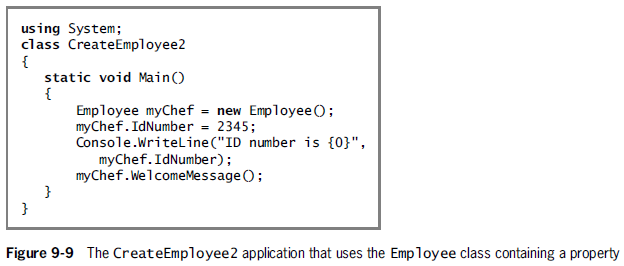 using System;
class CreateEmployee2
{
   static void Main()
   {
      Employee myChef = new Employee();
      myChef.IdNumber = 2345;
      Console.WriteLine("ID number is {0}",
         myChef.IdNumber);
      myChef.WelcomeMessage();
   }
}
Figure 9-9 The CreateEmployee2 application that uses the Employee class containing a property